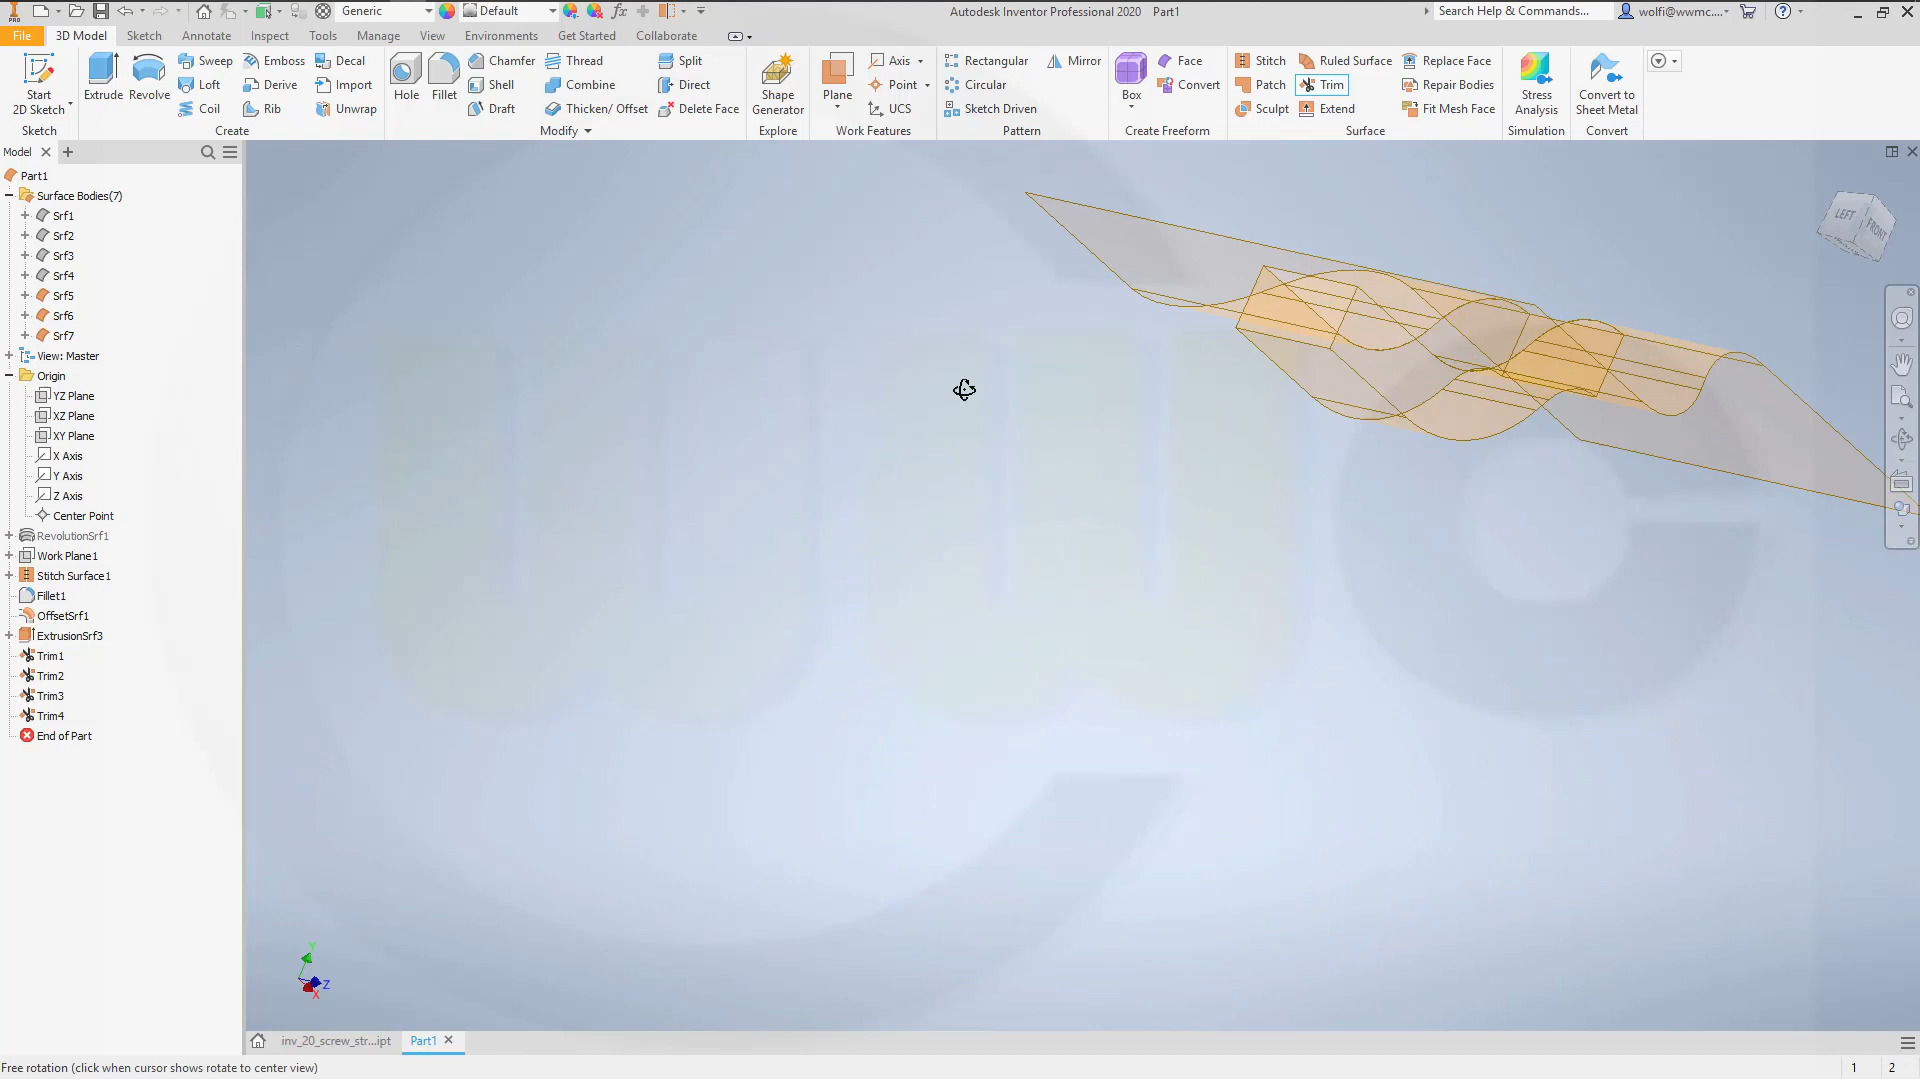 PRO
Generic
Default
Autodesk Inventor Professional 2020 Part1
Search Help & Commands...
wolfi@wwmc....
File
3D Model
Sketch
Annotate
Inspect
Tools
Manage
View
Environments
Get Started
Collaborate
Start
2D Sketch
Extrude
Revolve
Sweep
Loft
Coil
Emboss
Derive
Rib
Decal
Import
Unwrap
Hole
Fillet
Chamfer
Shell
Draft
Thread
Combine
Thicken/ Offset
Split
Direct
Delete Face
Shape
Generator
Plane
Axis
Point
UCS
Rectangular
Circular
Sketch Driven
Mirror
Box
Face
Convert
Stitch
Patch
Sculpt
Ruled Surface
Trim
Extend
Replace Face
Repair Bodies
Fit Mesh Face
Stress
Analysis
Convert to
Sheet Metal
Sketch
Create
Modify
Explore
Work Features
Pattern
Create Freeform
Surface
Simulation
Convert
Model
Part1
Surface Bodies(7)
Srf1
Srf2
Srf3
Srf4
Srf5
Srf6
Srf7
View: Master
Origin
YZ Plane
XZ Plane
XY Plane
X Axis
Y Axis
Z Axis
Center Point
RevolutionSrf1
Work Plane1
Stitch Surface1
Fillet1
OffsetSrf1
ExtrusionSrf3
Trim1
Trim2
Trim3
Trim4
End of Part
LEFT
FRONT
Y
Z
X
inv_20_screw_str...ipt
Part1
Free rotation (click when cursor shows rotate to center view)
1
2